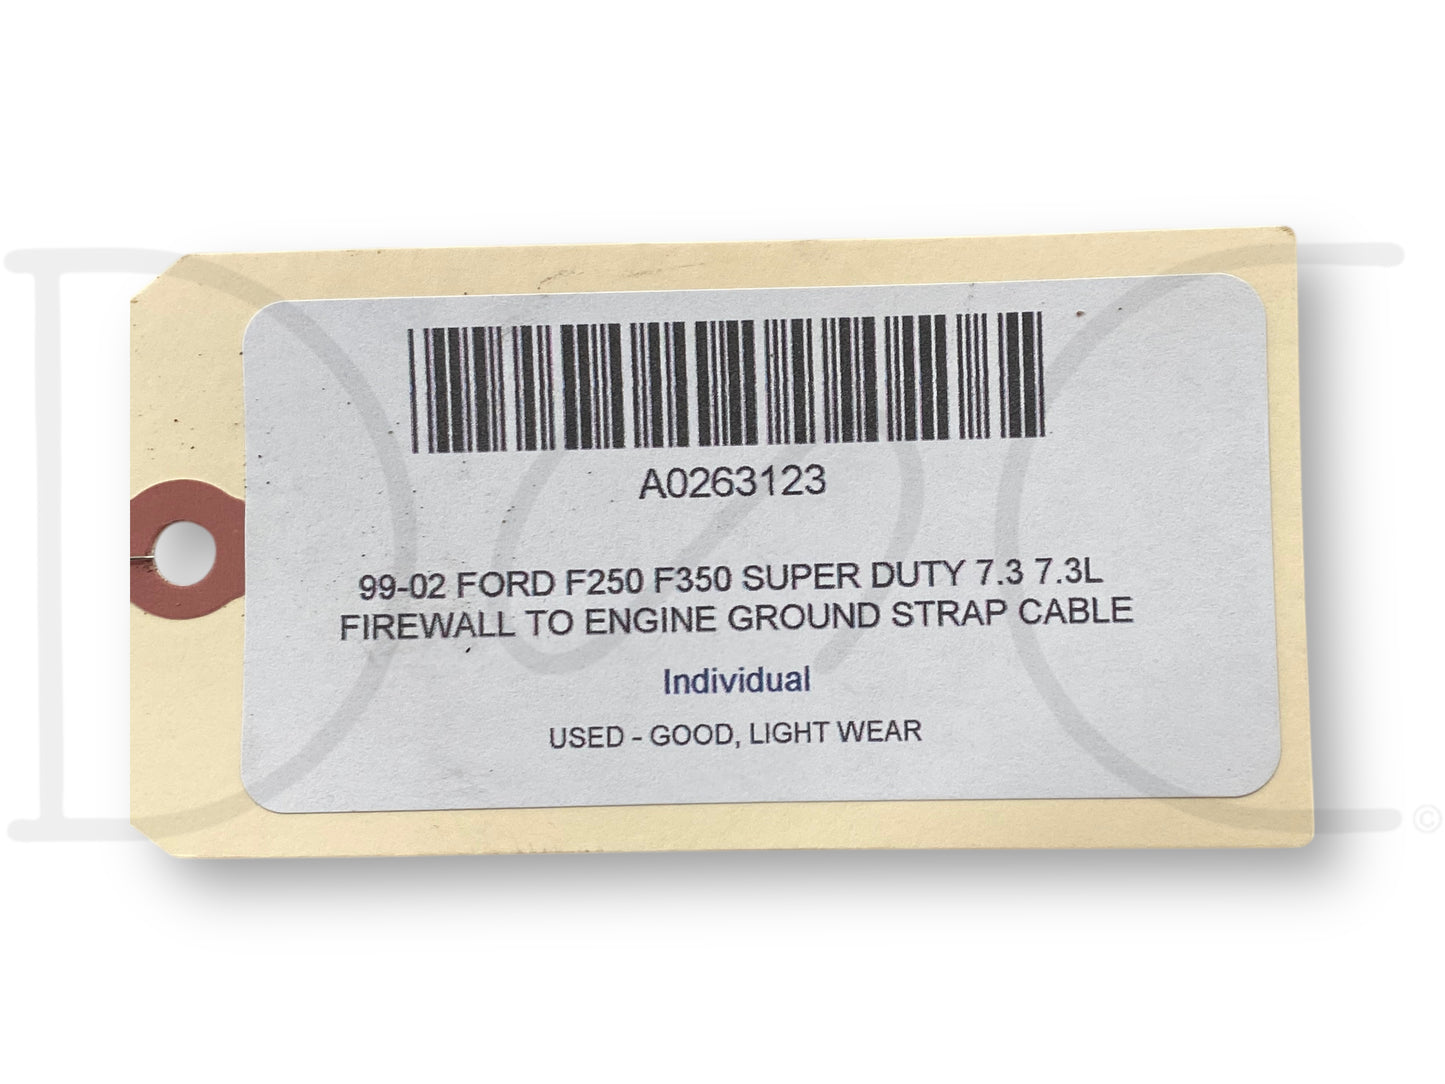 A0263123
99-02 FORD F250 F350 SUPER DUTY 7.3 7.3L
FIREWALL TO ENGINE GROUND STRAP CABLE
Individual
USED - GOOD, LIGHT WEAR
©